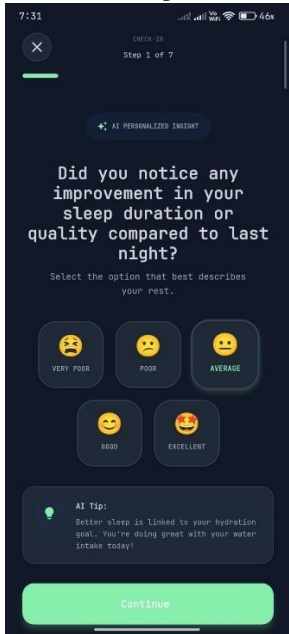 7:31
Vo
WiFi
46%
CHECK-IN
Step 1 of 7
AI PERSONALIZED INSIGHT
Did you notice any
improvement in your
sleep duration or
quality compared to last
night?
Select the option that best describes
your rest.
VERY POOR
POOR
AVERAGE
GOOD
EXCELLENT
AI Tip:
Better sleep is linked to your hydration
goal. You're doing great with your water
intake today!
Continue